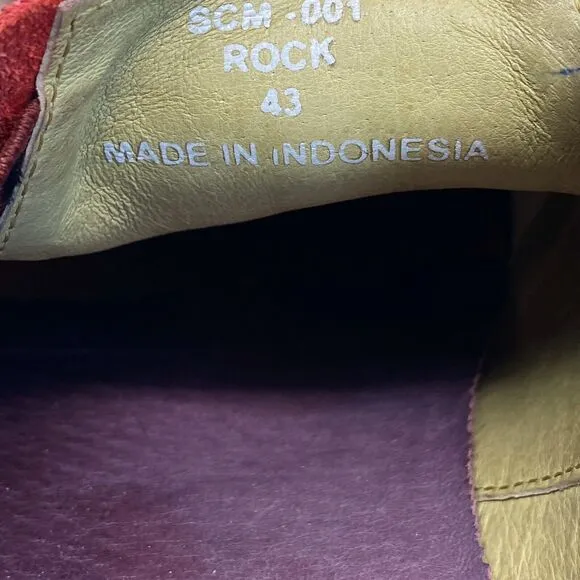 SCM -001
ROCK
43
MADE IN INDONESIA